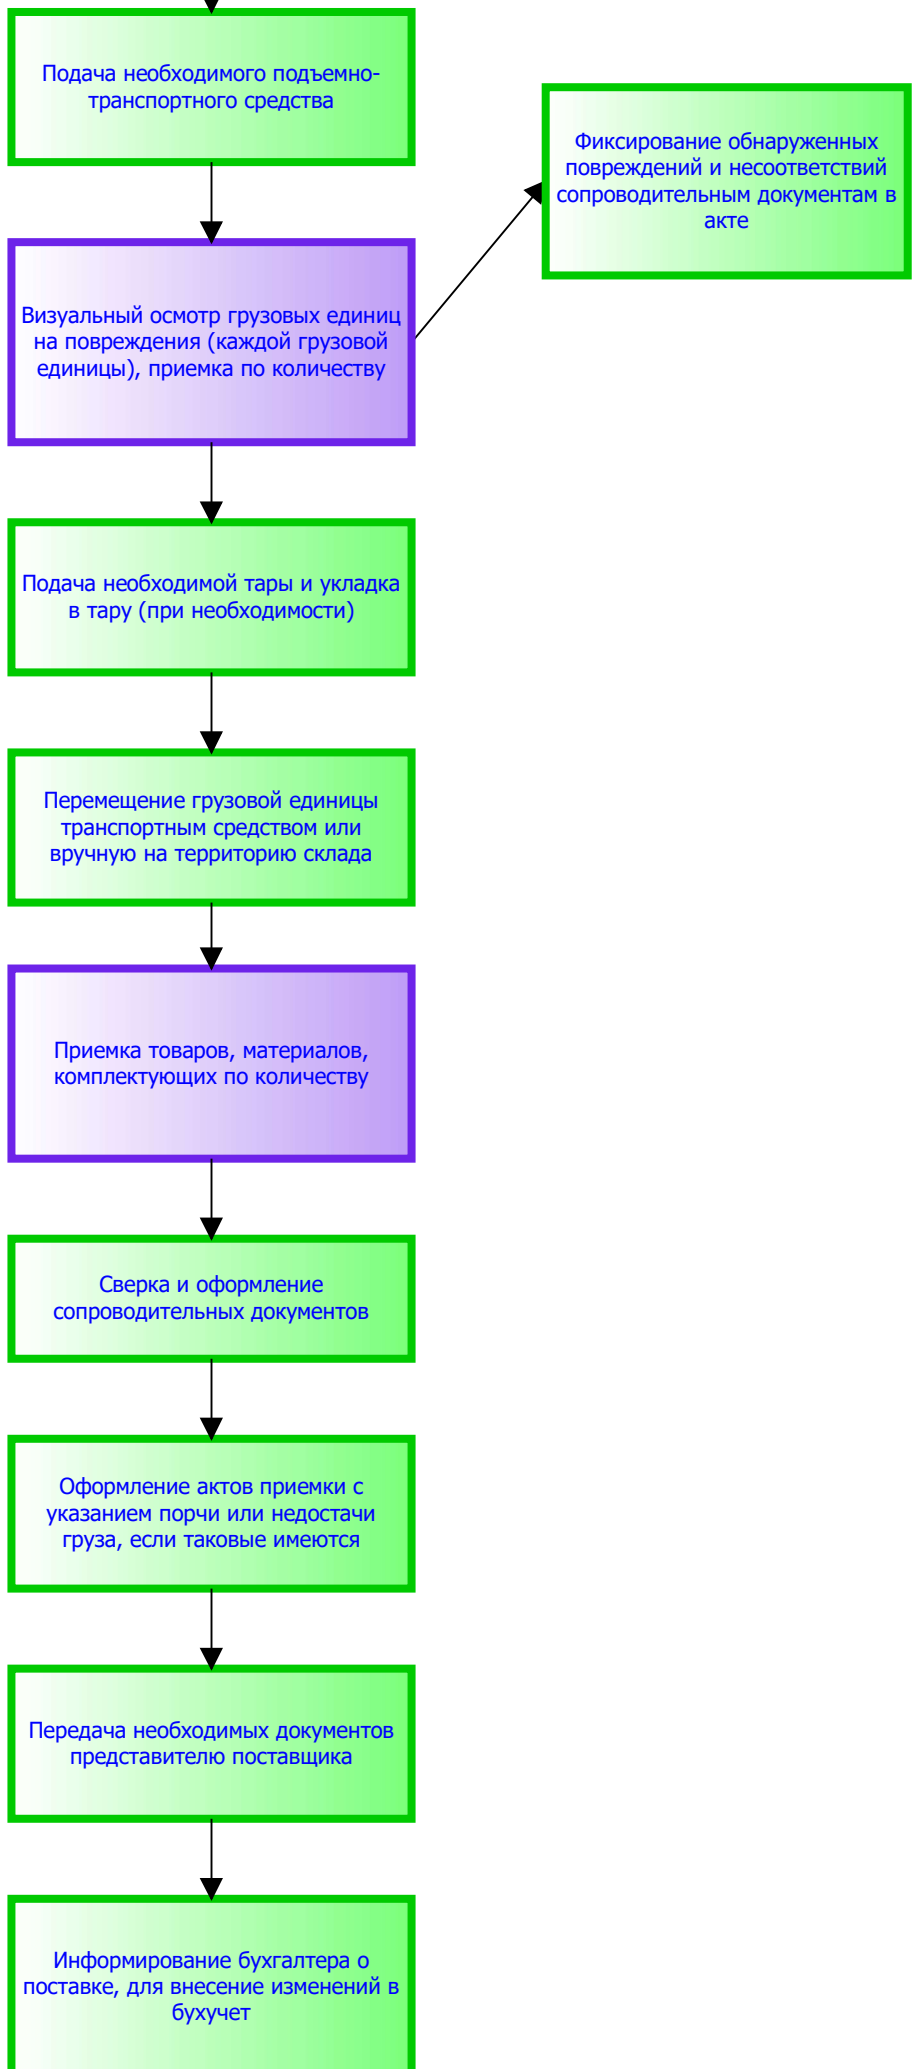 Подача необходимого подъемно-
транспортного средства
Фиксирование обнаруженных
повреждений и несоответствий
сопроводительным документам в
акте
Визуальный осмотр грузовых единиц
на повреждения (каждой грузовой
единицы), приемка по количеству
Подача необходимой тары и укладка
в тару (при необходимости)
Перемещение грузовой единицы
транспортным средством или
вручную на территорию склада
Приемка товаров, материалов,
комплектующих по количеству
Сверка и оформление
сопроводительных документов
Оформление актов приемки с
указанием порчи или недостачи
груза, если таковые имеются
Передача необходимых документов
представителю поставщика
Информирование бухгалтера о
поставке, для внесение изменений в
бухучет